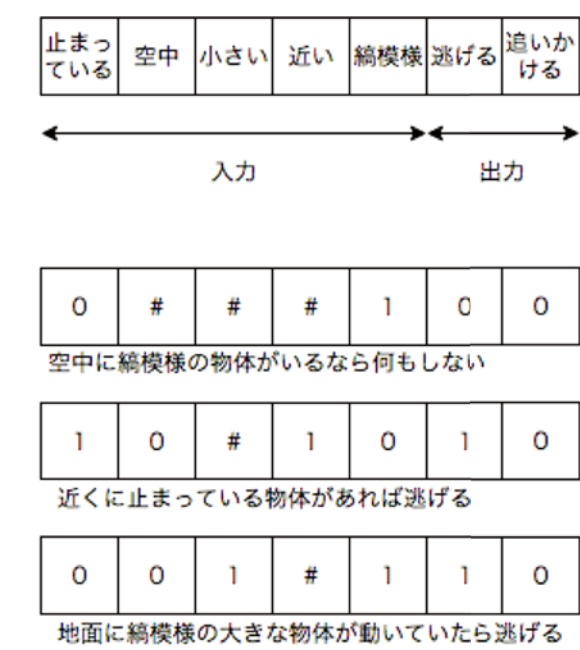 止まっている 空中 小さい 近い 縞模様 逃げる 追いかける
入力 出力
0 # # # 1 0 0
空中に縞模様の物体がいるなら何もしない
1 0 # 1 0 1 0
近くに止まっている物体があれば逃げる
0 0 1 # 1 1 0
地面に縞模様の大きな物体が動いていたら逃げる